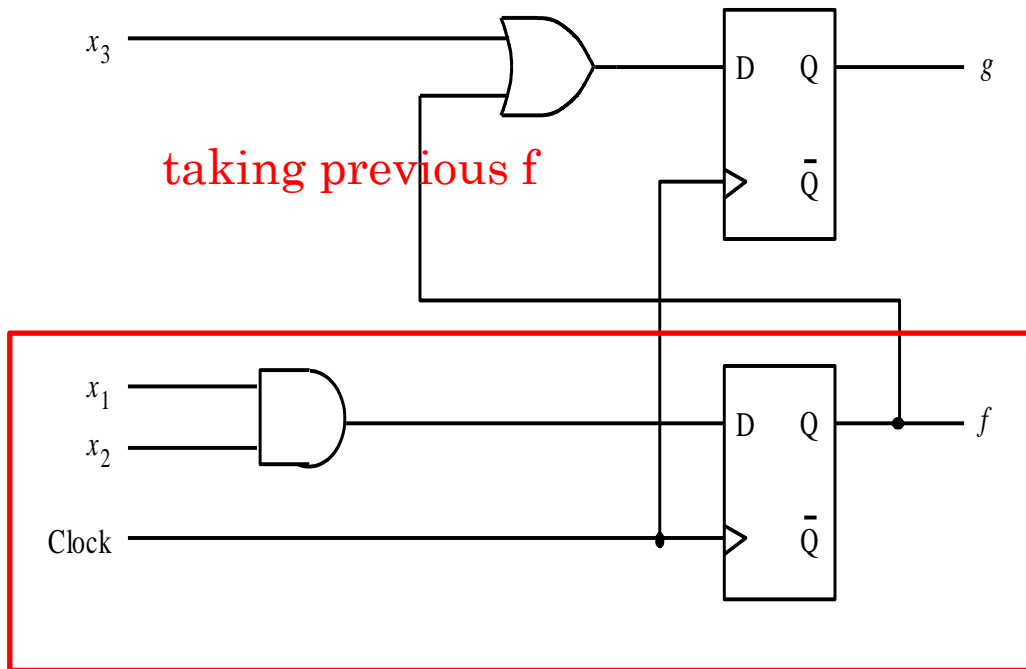 x3
D Q
g
taking previous f
Q̄
x1
D Q
f
x2
Clock
Q̄